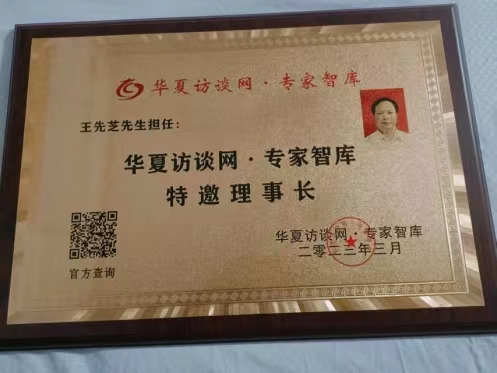 华夏访谈网·专家智库
王先芝先生担任:
华夏访谈网·专家智库
特邀理事长
华夏访谈网·专家智库
二零二三年三月
官方查询